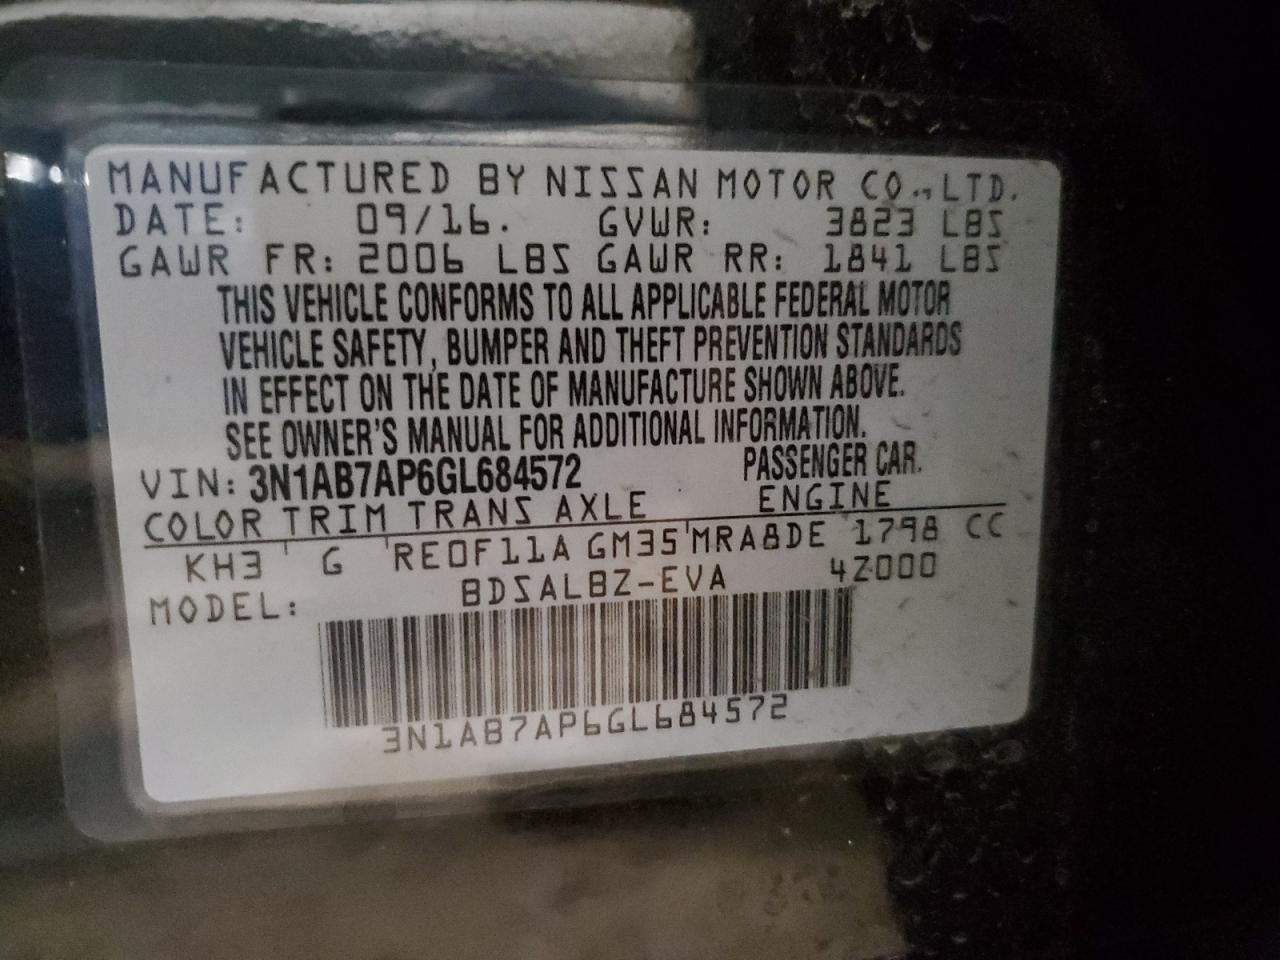 MANUFACTURED BY NISSAN MOTOR CO., LTD.
DATE: 09/16. GVWR: 3823 LBS
GAWR FR: 2006 LBS GAWR RR: 1841 LBS
THIS VEHICLE CONFORMS TO ALL APPLICABLE FEDERAL MOTOR
VEHICLE SAFETY, BUMPER AND THEFT PREVENTION STANDARDS
IN EFFECT ON THE DATE OF MANUFACTURE SHOWN ABOVE.
SEE OWNER'S MANUAL FOR ADDITIONAL INFORMATION.
VIN: 3N1AB7AP6GL684572 PASSENGER CAR.
COLOR TRIM TRANS AXLE ENGINE
KH3 G RE0F11A GM35 MRA8DE 1798 CC
MODEL: BDSALBZ-EVA 4Z000
3N1AB7AP6GL684572